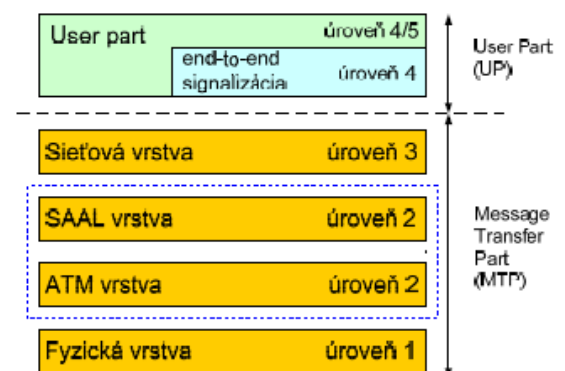 User part úroveň 4/5
end-to-end
signalizácia úroveň 4
User Part
(UP)
Sieťová vrstva úroveň 3
SAAL vrstva úroveň 2
ATM vrstva úroveň 2
Message
Transfer
Part
(MTP)
Fyzická vrstva úroveň 1